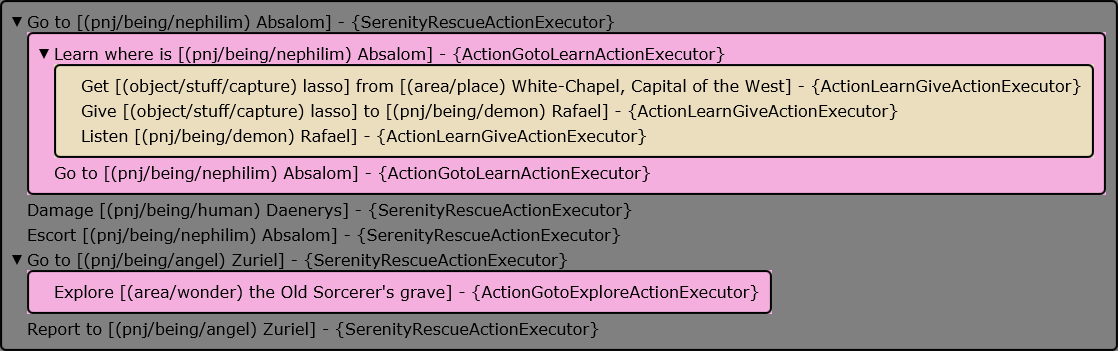 ▼ Go to [(pnj/being/nephilim) Absalom] - {SerenityRescueActionExecutor}
▼ Learn where is [(pnj/being/nephilim) Absalom] - {ActionGotoLearnActionExecutor}
Get [(object/stuff/capture) lasso] from [(area/place) White-Chapel, Capital of the West] - {ActionLearnGiveActionExecutor}
Give [(object/stuff/capture) lasso] to [(pnj/being/demon) Rafael] - {ActionLearnGiveActionExecutor}
Listen [(pnj/being/demon) Rafael] - {ActionLearnGiveActionExecutor}
Go to [(pnj/being/nephilim) Absalom] - {ActionGotoLearnActionExecutor}
Damage [(pnj/being/human) Daenerys] - {SerenityRescueActionExecutor}
Escort [(pnj/being/nephilim) Absalom] - {SerenityRescueActionExecutor}
▼ Go to [(pnj/being/angel) Zuriel] - {SerenityRescueActionExecutor}
Explore [(area/wonder) the Old Sorcerer's grave] - {ActionGotoExploreActionExecutor}
Report to [(pnj/being/angel) Zuriel] - {SerenityRescueActionExecutor}